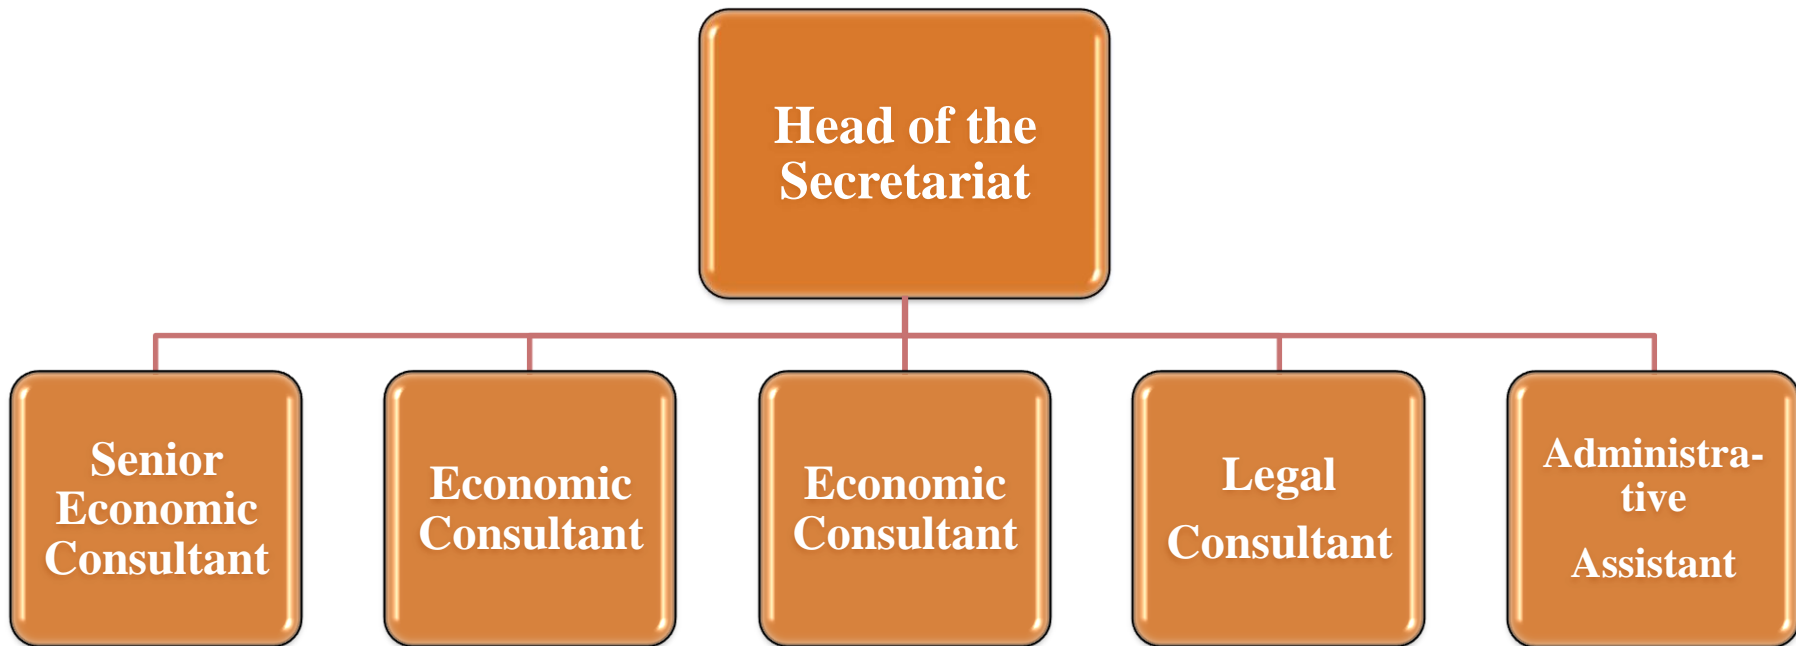 Head of the
Secretariat
Senior
Economic
Consultant
Economic
Consultant
Economic
Consultant
Legal
Consultant
Administra-
tive
Assistant